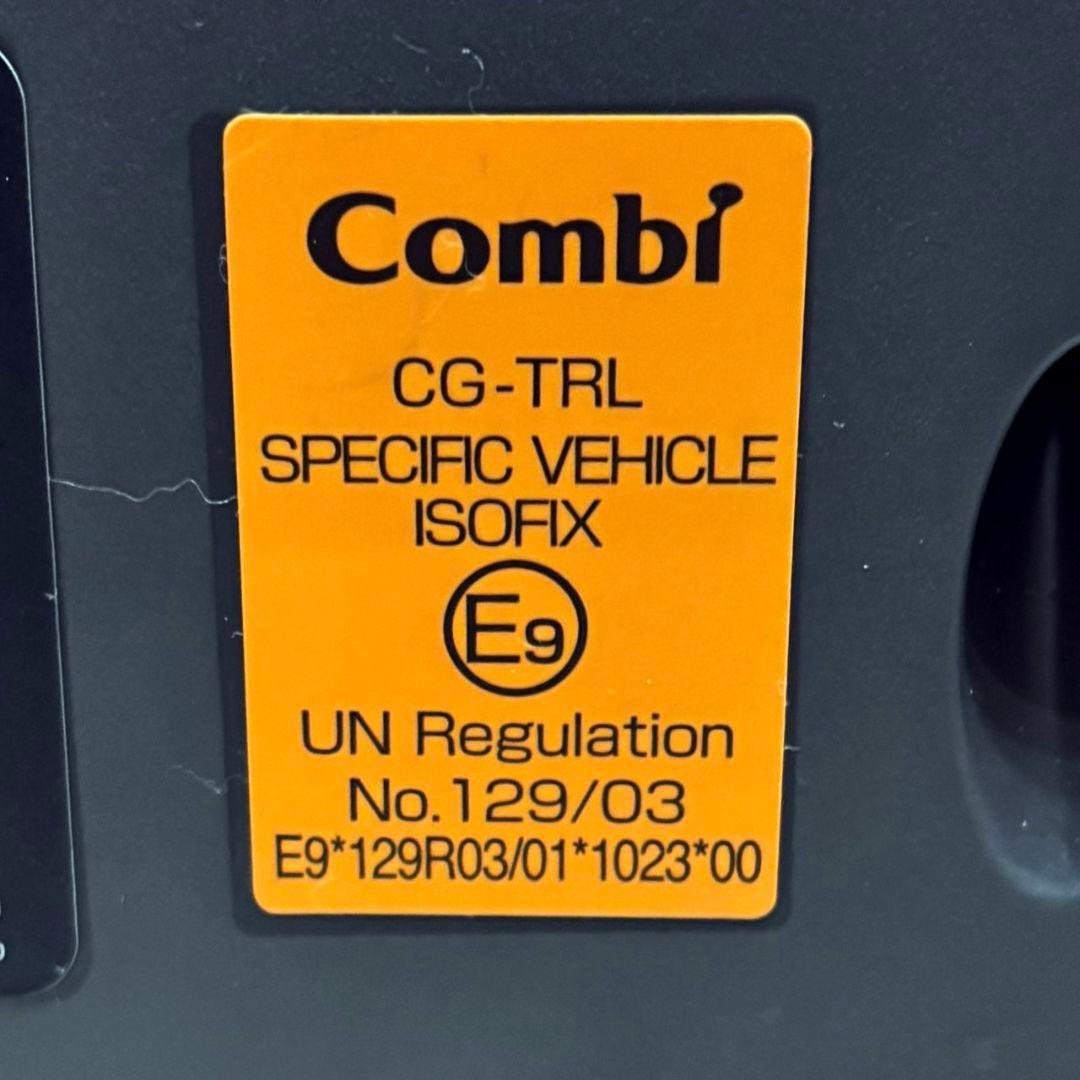 Combi
CG-TRL
SPECIFIC VEHICLE
ISOFIX
E9
UN Regulation
No.129/03
E9*129R03/01*1023*00